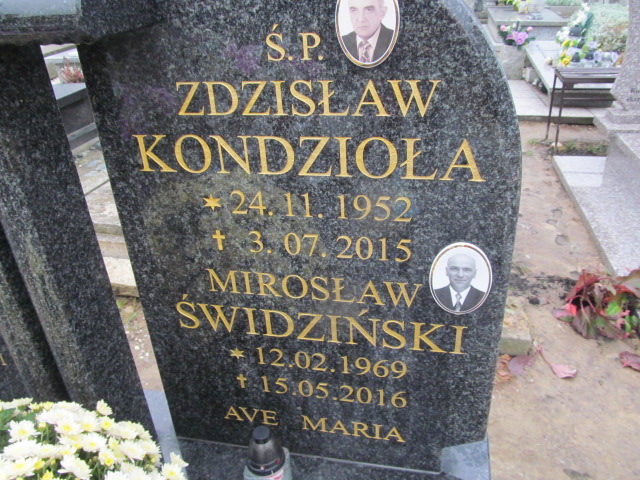 Ś.P.
ZDZISŁAW
KONDZIOŁA
* 24.11.1952
† 3.07.2015
MIROSŁAW
ŚWIDZIŃSKI
* 12.02.1969
† 15.05.2016
AVE MARIA